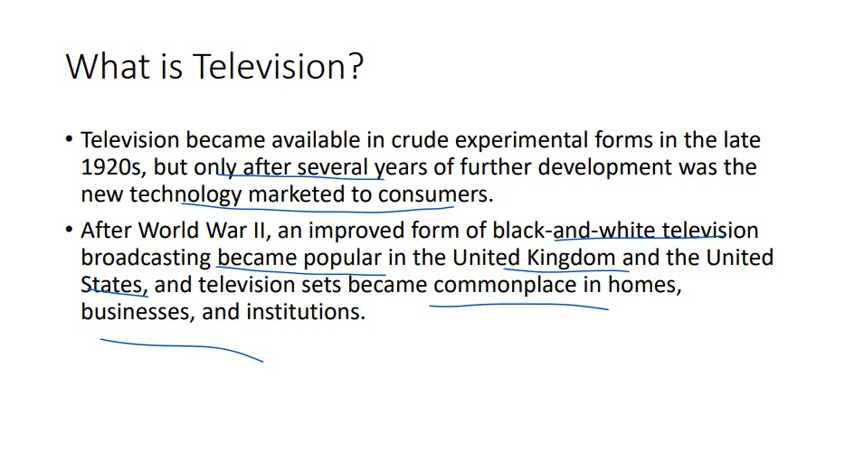 What is Television?
• Television became available in crude experimental forms in the late
1920s, but only after several years of further development was the
new technology marketed to consumers.
• After World War II, an improved form of black-and-white television
broadcasting became popular in the United Kingdom and the United
States, and television sets became commonplace in homes,
businesses, and institutions.